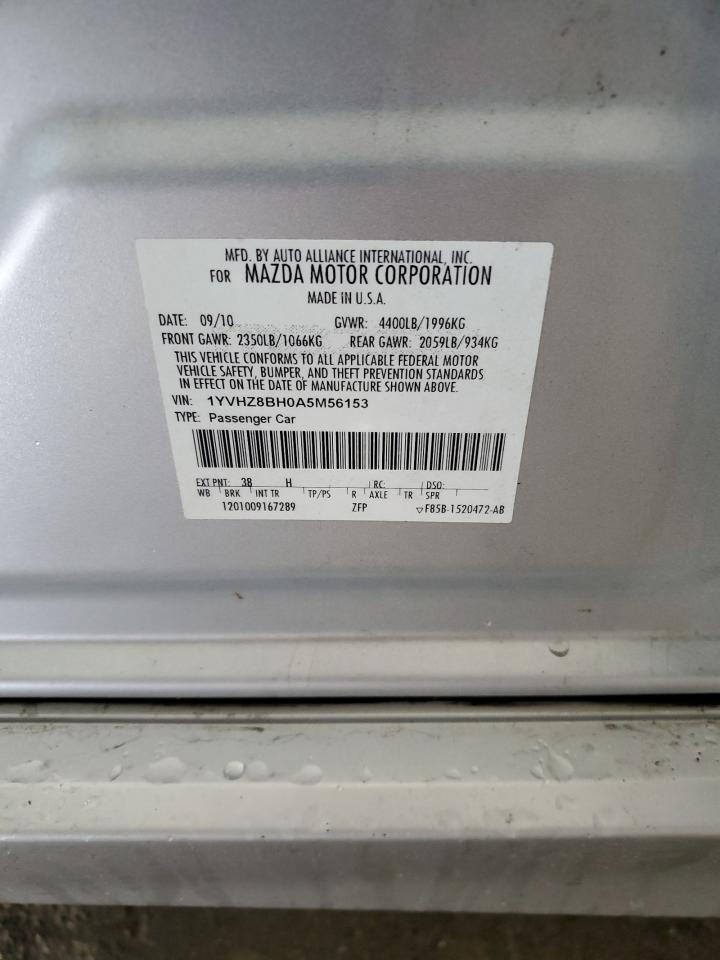 MFD. BY AUTO ALLIANCE INTERNATIONAL, INC.
FOR MAZDA MOTOR CORPORATION
MADE IN U.S.A.
DATE: 09/10 GVWR: 4400LB/1996KG
FRONT GAWR: 2350LB/1066KG REAR GAWR: 2059LB/934KG
THIS VEHICLE CONFORMS TO ALL APPLICABLE FEDERAL MOTOR
VEHICLE SAFETY, BUMPER, AND THEFT PREVENTION STANDARDS
IN EFFECT ON THE DATE OF MANUFACTURE SHOWN ABOVE.
VIN: 1YVHZ8BH0A5M56153
TYPE: Passenger Car
EXT PNT: 38 H RC: DSO:
WB BRK INT TR TP/PS R AXLE TR SPR
1201009167289 ZFP ▽F85B-1520472-AB